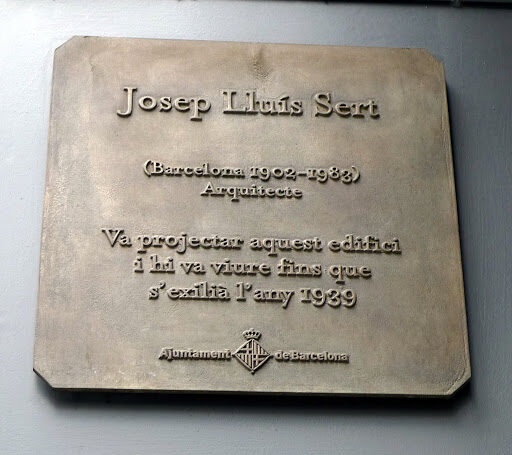 Josep Lluís Sert
(Barcelona 1902-1983)
Arquitecte
Va projectar aquest edifici
i hi va viure fins que
s'exilià l'any 1939
Ajuntament de Barcelona